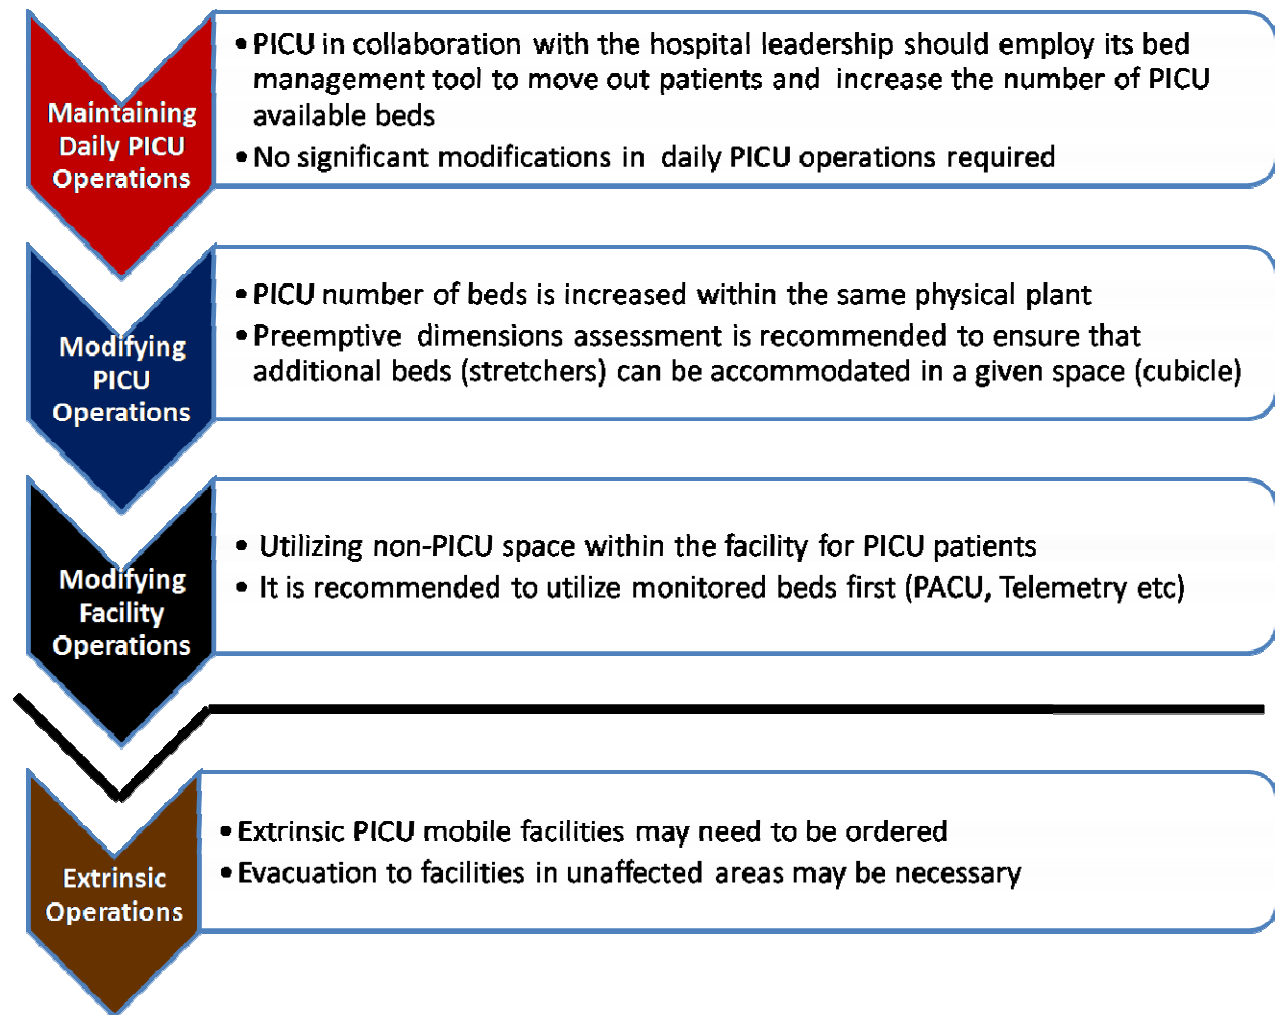 Maintaining
Daily PICU
Operations
• PICU in collaboration with the hospital leadership should employ its bed
management tool to move out patients and increase the number of PICU
available beds
• No significant modifications in daily PICU operations required
Modifying
PICU
Operations
• PICU number of beds is increased within the same physical plant
• Preemptive dimensions assessment is recommended to ensure that
additional beds (stretchers) can be accommodated in a given space (cubicle)
Modifying
Facility
Operations
• Utilizing non-PICU space within the facility for PICU patients
• It is recommended to utilize monitored beds first (PACU, Telemetry etc)
Extrinsic
Operations
• Extrinsic PICU mobile facilities may need to be ordered
• Evacuation to facilities in unaffected areas may be necessary